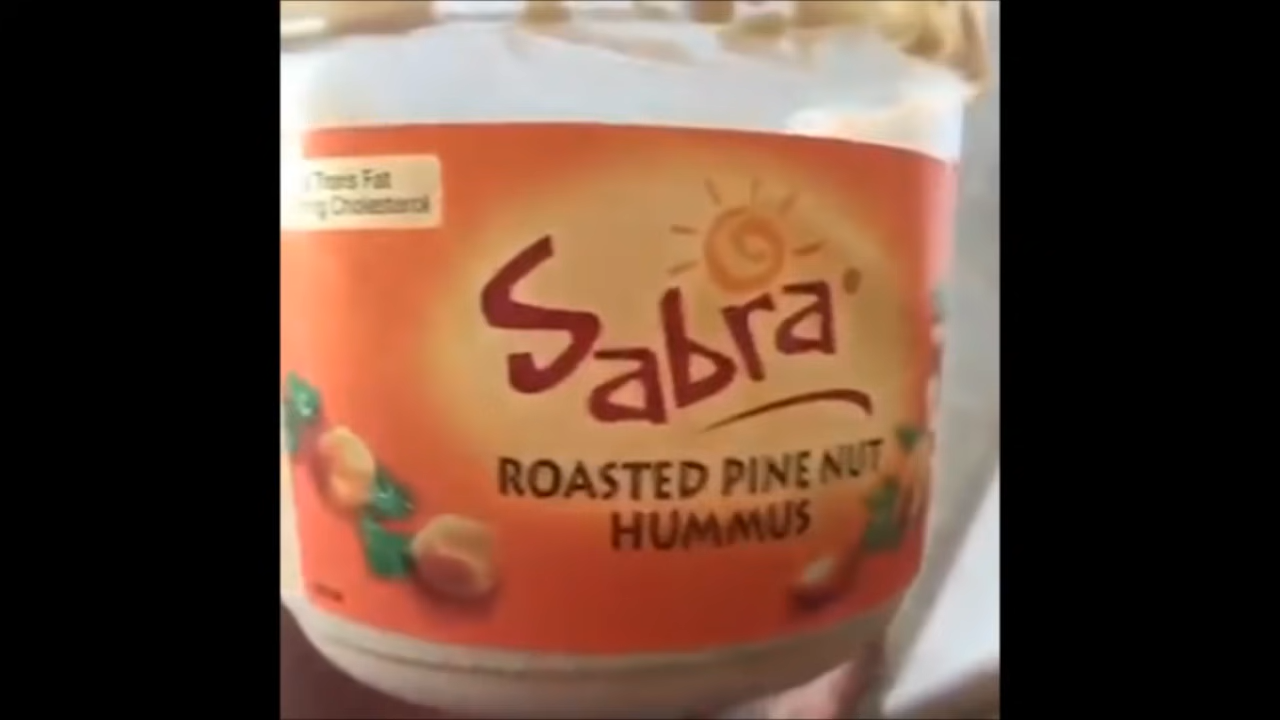 Trans Fat
Cholesterol
Sabra
ROASTED PINE NUT
HUMMUS